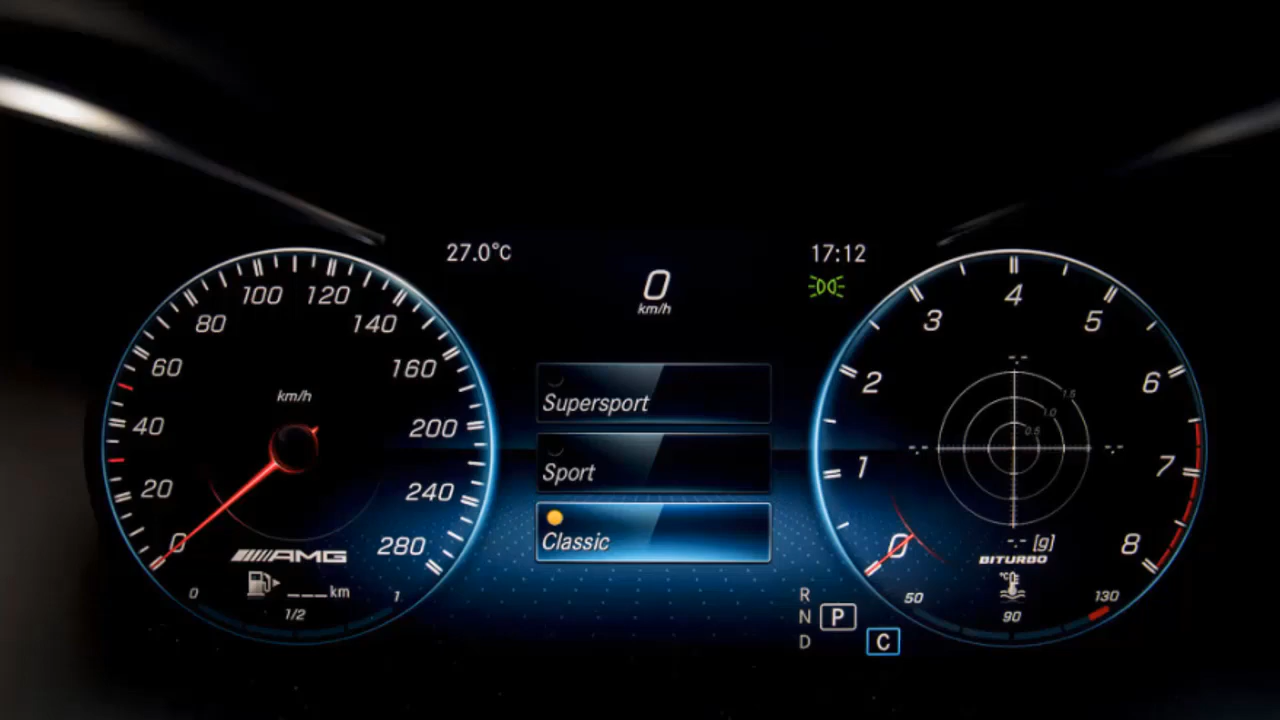 27.0°C
0
km/h
17:12
0
20
40
60
80
100
120
140
160
200
240
280
km/h
AMG
___km
0
1/2
1
Supersport
Sport
Classic
R
N
D
P
C
0
1
2
3
4
5
6
7
8
-.-
-.-
-.-
0.5
1.0
1.5
-.- [g]
BITURBO
°C
50
90
130